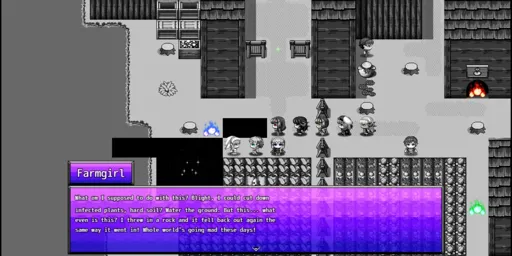 Farmgirl
What am I supposed to do with this? Blight, I could cut down
infected plants, hard soil? Water the ground. But this... what
even is this? I threw in a rock and it fell back out again the
same way it went in! Whole world's going mad these days!